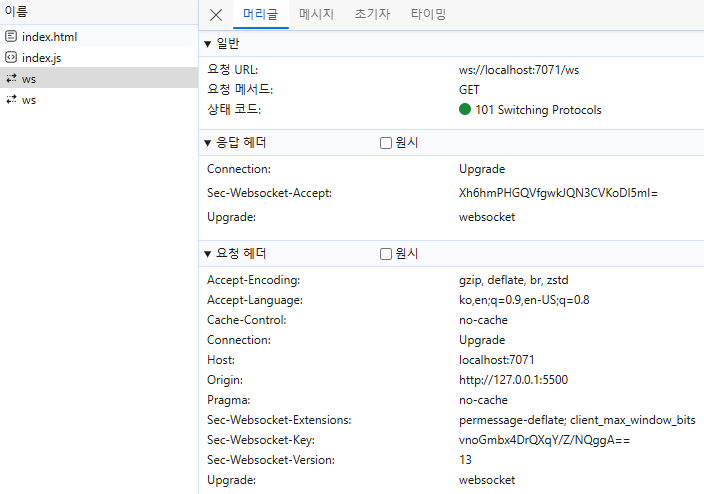 이름
index.html
index.js
ws
ws
머리글 메시지 초기자 타이밍
▼ 일반
요청 URL: ws://localhost:7071/ws
요청 메서드: GET
상태 코드: 101 Switching Protocols
▼ 응답 헤더 원시
Connection: Upgrade
Sec-Websocket-Accept: Xh6hmPHGQVfgwkJQN3CVKoDI5mI=
Upgrade: websocket
▼ 요청 헤더 원시
Accept-Encoding: gzip, deflate, br, zstd
Accept-Language: ko,en;q=0.9,en-US;q=0.8
Cache-Control: no-cache
Connection: Upgrade
Host: localhost:7071
Origin: http://127.0.0.1:5500
Pragma: no-cache
Sec-Websocket-Extensions: permessage-deflate; client_max_window_bits
Sec-Websocket-Key: vnoGmbx4DrQXqY/Z/NQggA==
Sec-Websocket-Version: 13
Upgrade: websocket